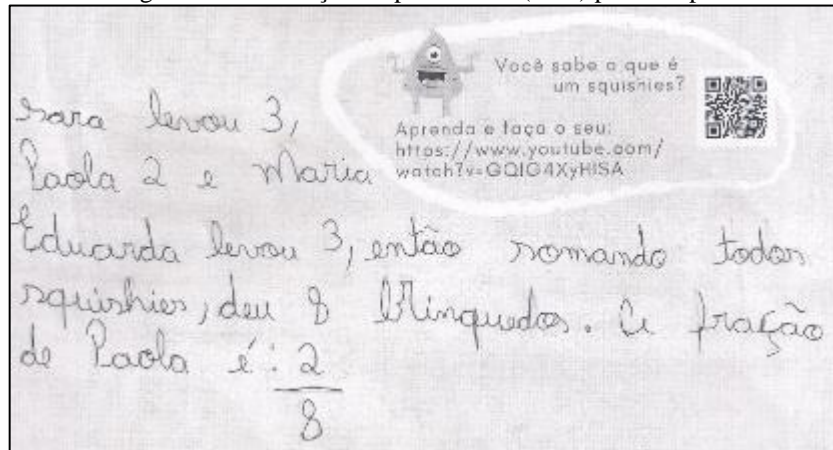 Você sabe o que é
um squishies?
Aprenda e faça o seu:
https://www.youtube.com/
watch?v=GQIG4XyHISA
Sara levou 3,
Paola 2 e Maria
Eduarda levou 3, então somando todos
squishies, deu 8 brinquedos. A fração
de Paola é: 2
8